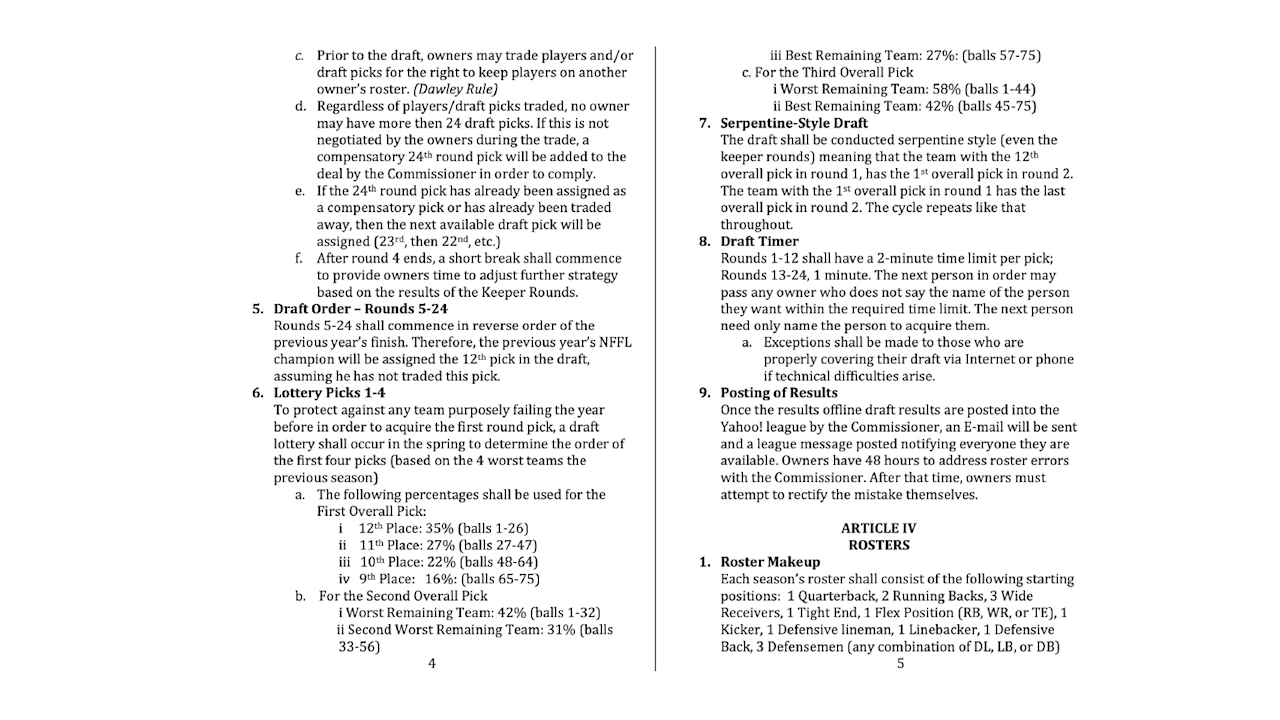 c. Prior to the draft, owners may trade players and/or
draft picks for the right to keep players on another
owner's roster. (Dawley Rule)
d. Regardless of players/draft picks traded, no owner
may have more then 24 draft picks. If this is not
negotiated by the owners during the trade, a
compensatory 24th round pick will be added to the
deal by the Commissioner in order to comply.
e. If the 24th round pick has already been assigned as
a compensatory pick or has already been traded
away, then the next available draft pick will be
assigned (23rd, then 22nd, etc.)
f. After round 4 ends, a short break shall commence
to provide owners time to adjust further strategy
based on the results of the Keeper Rounds.
5. Draft Order – Rounds 5-24
Rounds 5-24 shall commence in reverse order of the
previous year's finish. Therefore, the previous year's NFFL
champion will be assigned the 12th pick in the draft,
assuming he has not traded this pick.
6. Lottery Picks 1-4
To protect against any team purposely failing the year
before in order to acquire the first round pick, a draft
lottery shall occur in the spring to determine the order of
the first four picks (based on the 4 worst teams the
previous season)
a. The following percentages shall be used for the
First Overall Pick:
i 12th Place: 35% (balls 1-26)
ii 11th Place: 27% (balls 27-47)
iii 10th Place: 22% (balls 48-64)
iv 9th Place: 16%: (balls 65-75)
b. For the Second Overall Pick
i Worst Remaining Team: 42% (balls 1-32)
ii Second Worst Remaining Team: 31% (balls
33-56)
4
iii Best Remaining Team: 27%: (balls 57-75)
c. For the Third Overall Pick
i Worst Remaining Team: 58% (balls 1-44)
ii Best Remaining Team: 42% (balls 45-75)
7. Serpentine-Style Draft
The draft shall be conducted serpentine style (even the
keeper rounds) meaning that the team with the 12th
overall pick in round 1, has the 1st overall pick in round 2.
The team with the 1st overall pick in round 1 has the last
overall pick in round 2. The cycle repeats like that
throughout.
8. Draft Timer
Rounds 1-12 shall have a 2-minute time limit per pick;
Rounds 13-24, 1 minute. The next person in order may
pass any owner who does not say the name of the person
they want within the required time limit. The next person
need only name the person to acquire them.
a. Exceptions shall be made to those who are
properly covering their draft via Internet or phone
if technical difficulties arise.
9. Posting of Results
Once the results offline draft results are posted into the
Yahoo! league by the Commissioner, an E-mail will be sent
and a league message posted notifying everyone they are
available. Owners have 48 hours to address roster errors
with the Commissioner. After that time, owners must
attempt to rectify the mistake themselves.
ARTICLE IV
ROSTERS
1. Roster Makeup
Each season's roster shall consist of the following starting
positions: 1 Quarterback, 2 Running Backs, 3 Wide
Receivers, 1 Tight End, 1 Flex Position (RB, WR, or TE), 1
Kicker, 1 Defensive lineman, 1 Linebacker, 1 Defensive
Back, 3 Defensemen (any combination of DL, LB, or DB)
5